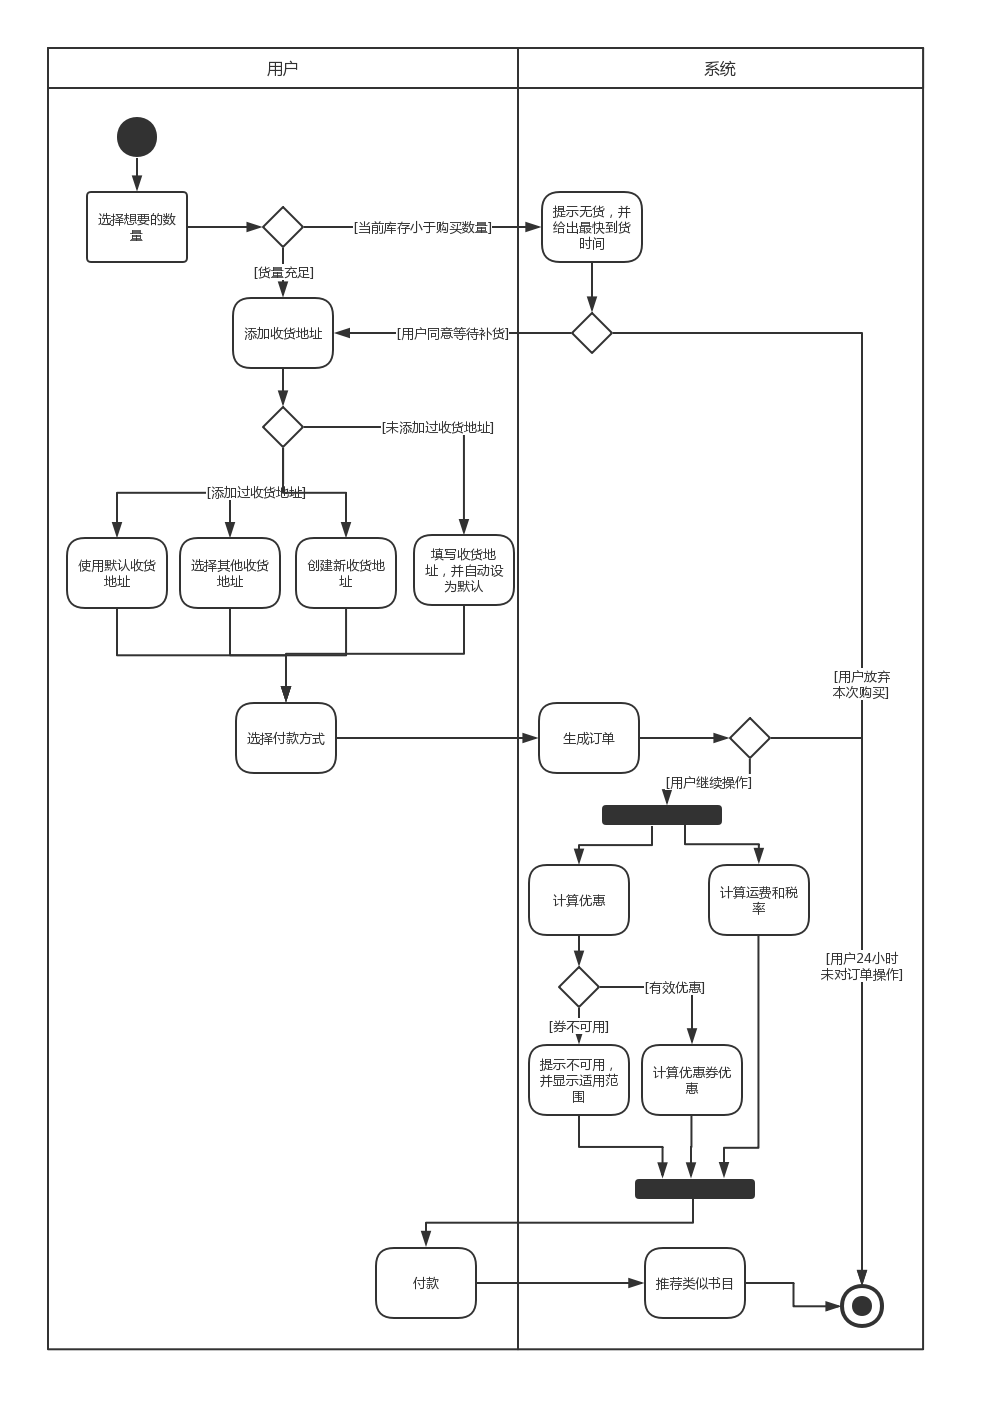 用户
系统
选择想要的数
量
[当前库存小于购买数量]
提示无货，并
给出最快到货
时间
[货量充足]
添加收货地址
[用户同意等待补货]
[未添加过收货地址]
[添加过收货地址]
使用默认收货
地址
选择其他收货
地址
创建新收货地
址
填写收货地
址，并自动设
为默认
[用户放弃
本次购买]
选择付款方式
生成订单
[用户继续操作]
计算优惠
计算运费和税
率
[用户24小时
未对订单操作]
[有效优惠]
[券不可用]
提示不可用，
并显示适用范
围
计算优惠券优
惠
付款
推荐类似书目